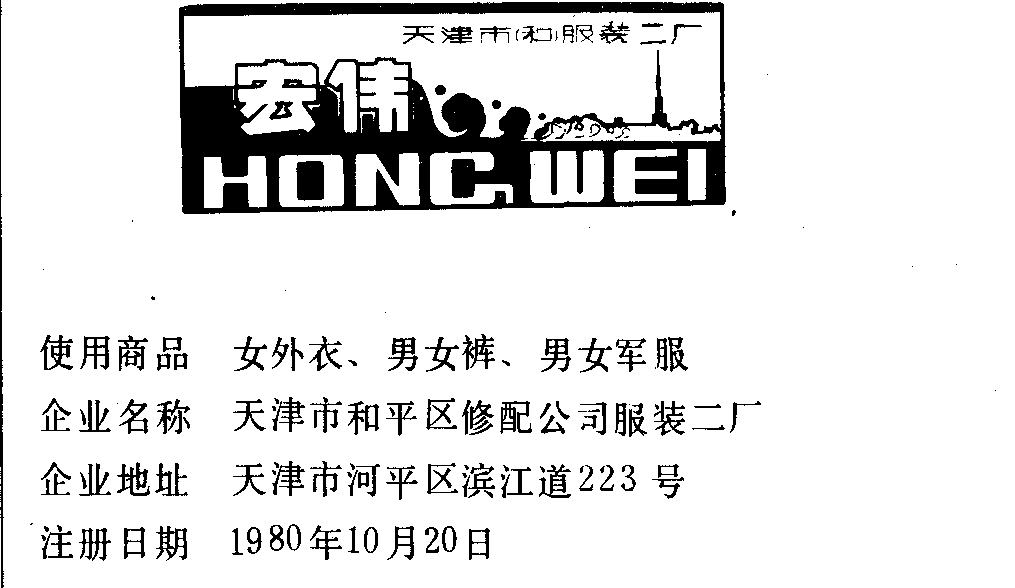 天津市(和)服装二厂
宏伟
HONG WEI
使用商品 女外衣、男女裤、男女军服
企业名称 天津市和平区修配公司服装二厂
企业地址 天津市河平区滨江道223号
注册日期 1980年10月20日